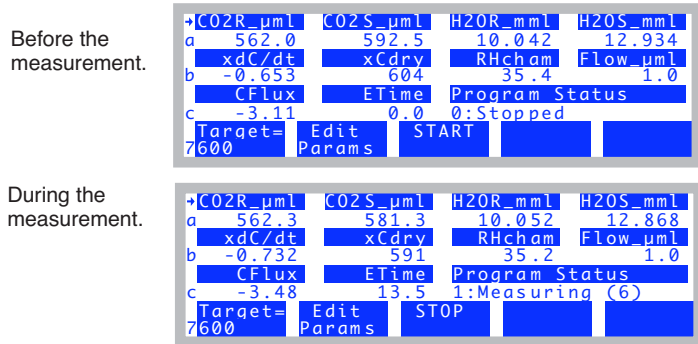 Before the
measurement.
→CO2R_µml CO2S_µml H2OR_mml H2OS_mml
a 562.0 592.5 10.042 12.934
xdC/dt xCdry RHcham Flow_µml
b -0.653 604 35.4 1.0
CFlux ETime Program Status
c -3.11 0.0 0:Stopped
Target= Edit START
7 600 Params
During the
measurement.
→CO2R_µml CO2S_µml H2OR_mml H2OS_mml
a 562.3 581.3 10.052 12.868
xdC/dt xCdry RHcham Flow_µml
b -0.732 591 35.2 1.0
CFlux ETime Program Status
c -3.48 13.5 1:Measuring (6)
Target= Edit STOP
7 600 Params